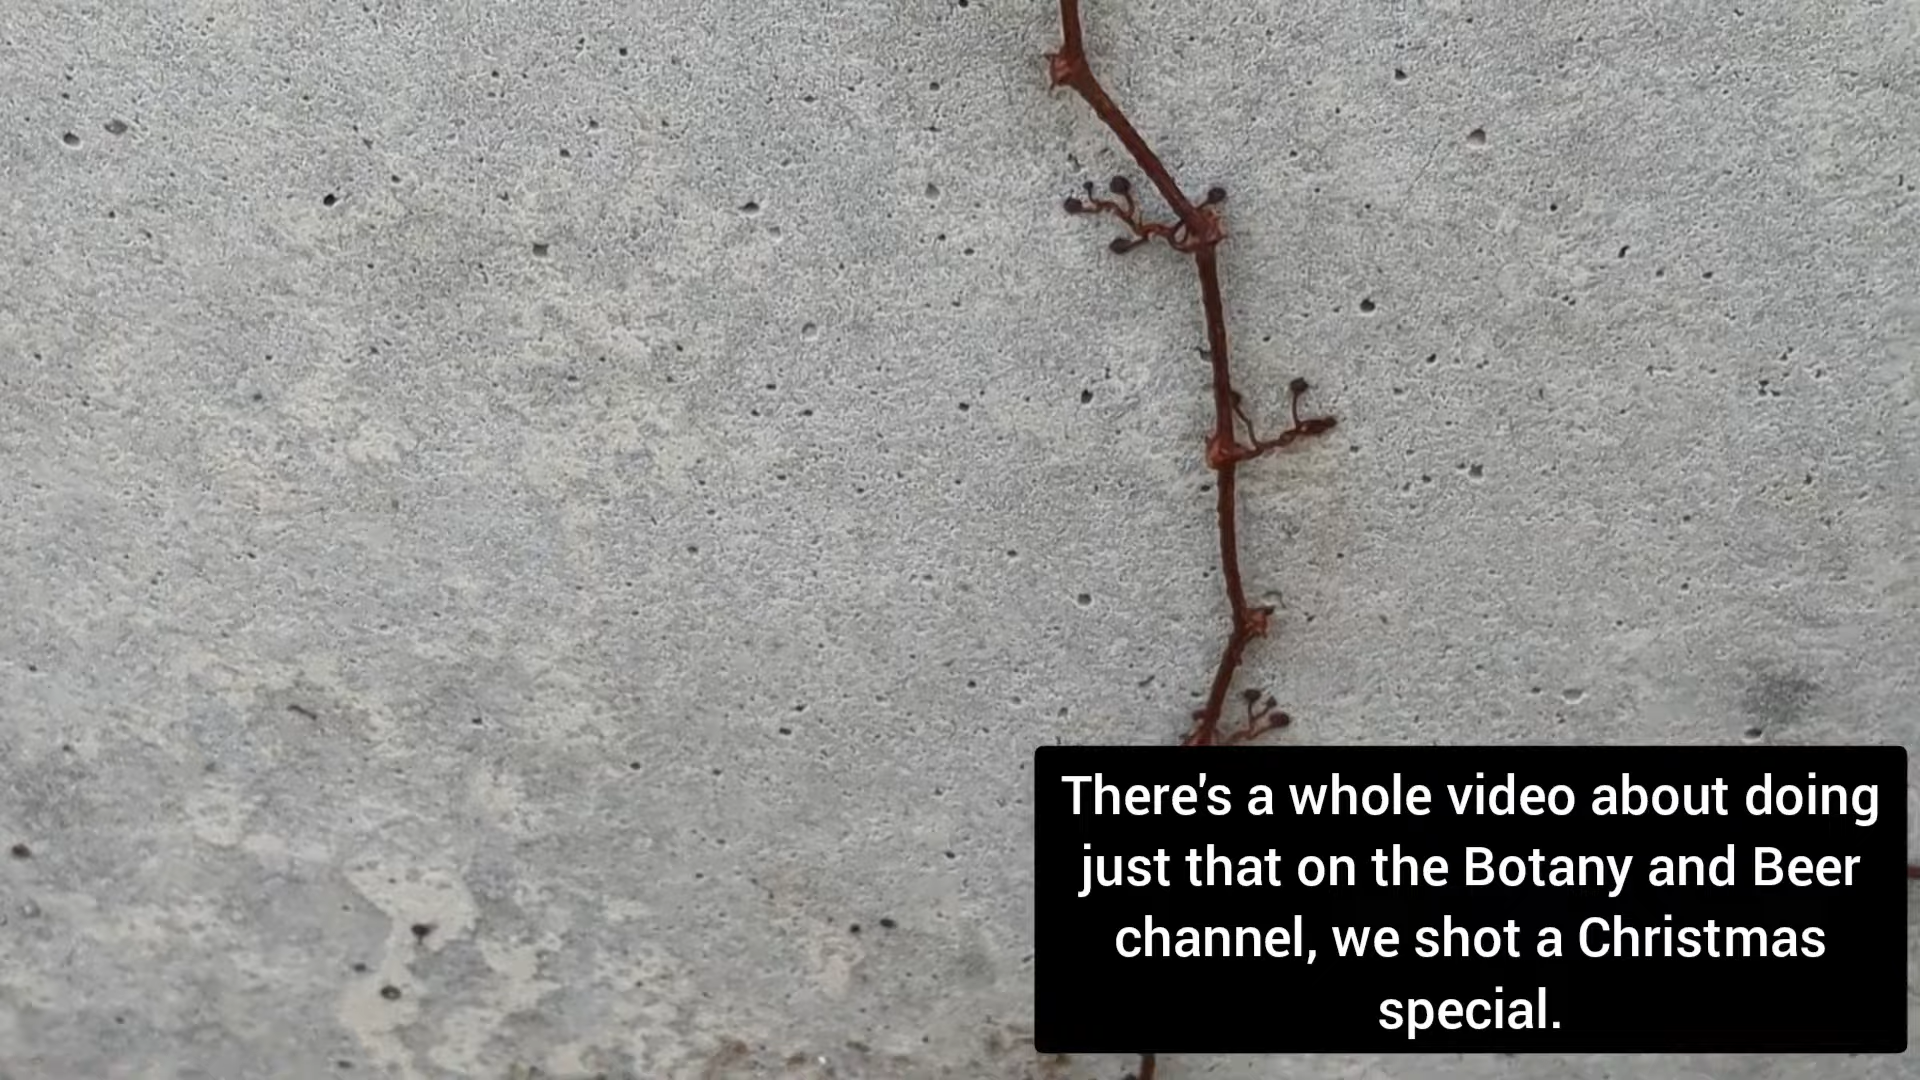 There's a whole video about doing
just that on the Botany and Beer
channel, we shot a Christmas
special.